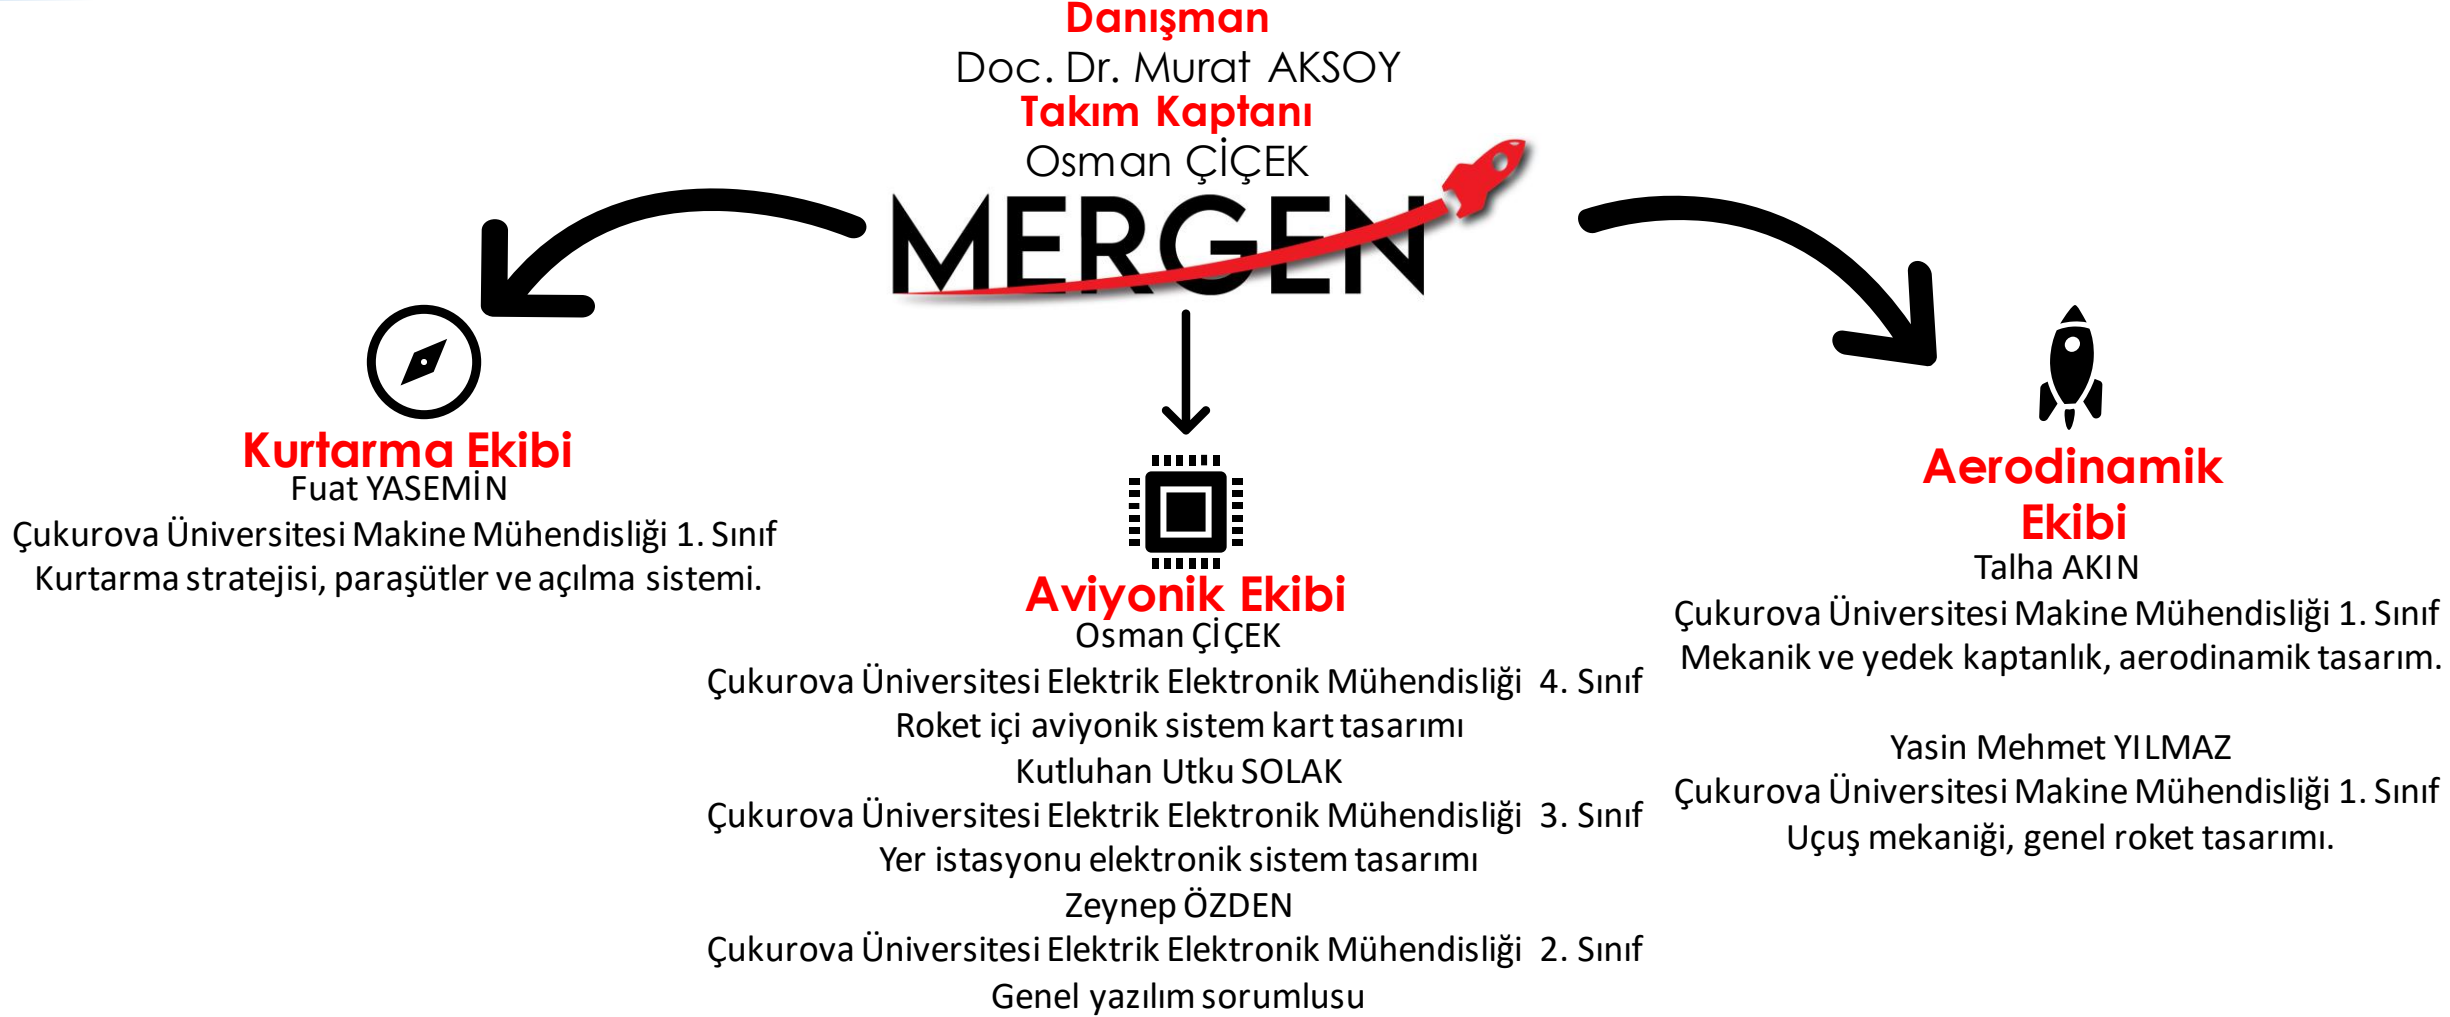 Danışman
Doc. Dr. Murat AKSOY
Takım Kaptanı
Osman ÇİÇEK
MERGEN
Kurtarma Ekibi
Fuat YASEMİN
Çukurova Üniversitesi Makine Mühendisliği 1. Sınıf
Kurtarma stratejisi, paraşütler ve açılma sistemi.
Aviyonik Ekibi
Osman ÇİÇEK
Çukurova Üniversitesi Elektrik Elektronik Mühendisliği 4. Sınıf
Roket içi aviyonik sistem kart tasarımı
Kutluhan Utku SOLAK
Çukurova Üniversitesi Elektrik Elektronik Mühendisliği 3. Sınıf
Yer istasyonu elektronik sistem tasarımı
Zeynep ÖZDEN
Çukurova Üniversitesi Elektrik Elektronik Mühendisliği 2. Sınıf
Genel yazılım sorumlusu
Aerodinamik
Ekibi
Talha AKIN
Çukurova Üniversitesi Makine Mühendisliği 1. Sınıf
Mekanik ve yedek kaptanlık, aerodinamik tasarım.
Yasin Mehmet YILMAZ
Çukurova Üniversitesi Makine Mühendisliği 1. Sınıf
Uçuş mekaniği, genel roket tasarımı.